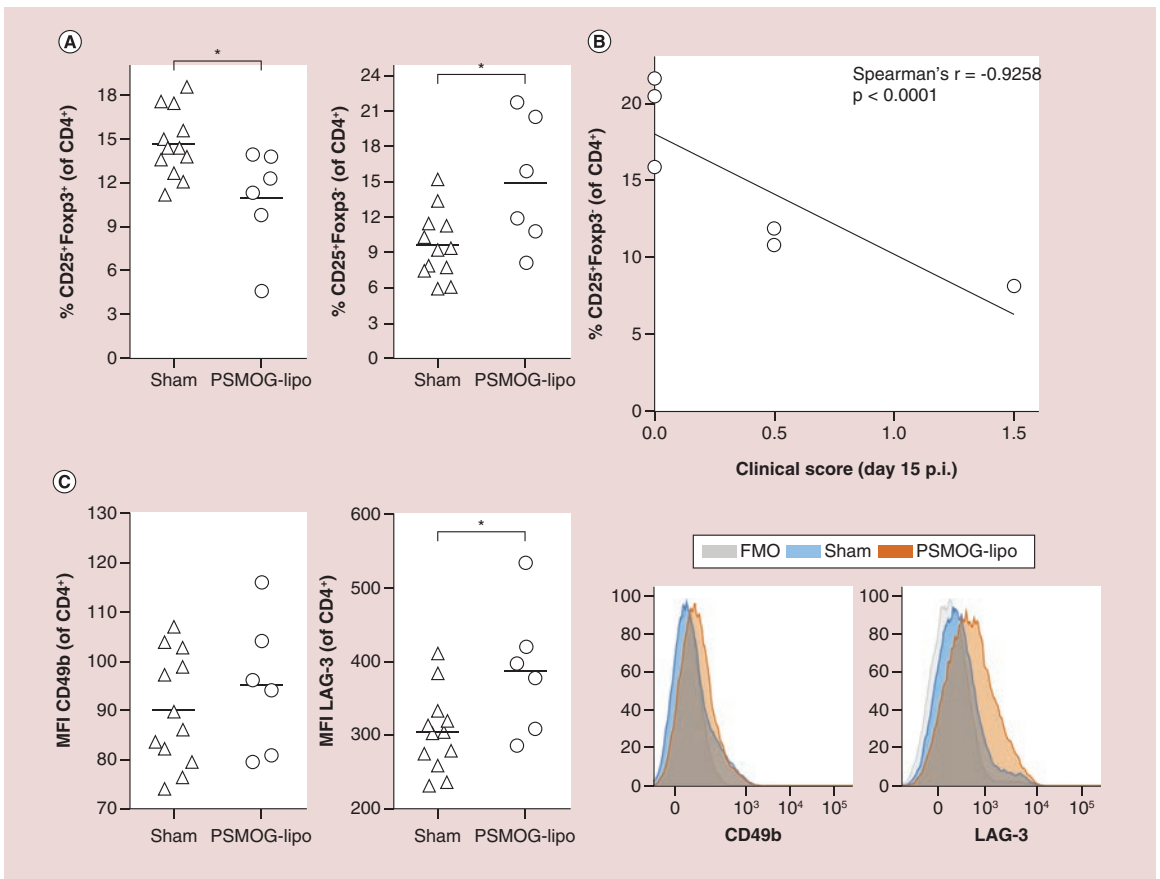 A
*
% CD25⁺Foxp3⁺ (of CD4⁺)
18
15
12
9
6
3
0
Sham PSMOG-lipo
*
% CD25⁺Foxp3⁻ (of CD4⁺)
24
21
18
15
12
9
6
3
0
Sham PSMOG-lipo
B
Spearman's r = -0.9258
p < 0.0001
% CD25⁺Foxp3⁻ (of CD4⁺)
20
15
10
5
0
0.0 0.5 1.0 1.5
Clinical score (day 15 p.i.)
C
MFI CD49b (of CD4⁺)
130
120
110
100
90
80
70
Sham PSMOG-lipo
*
MFI LAG-3 (of CD4⁺)
600
500
400
300
200
Sham PSMOG-lipo
FMO Sham PSMOG-lipo
100
80
60
40
20
0
0 10³ 10⁴ 10⁵
CD49b
100
80
60
40
20
0
0 10³ 10⁴ 10⁵
LAG-3